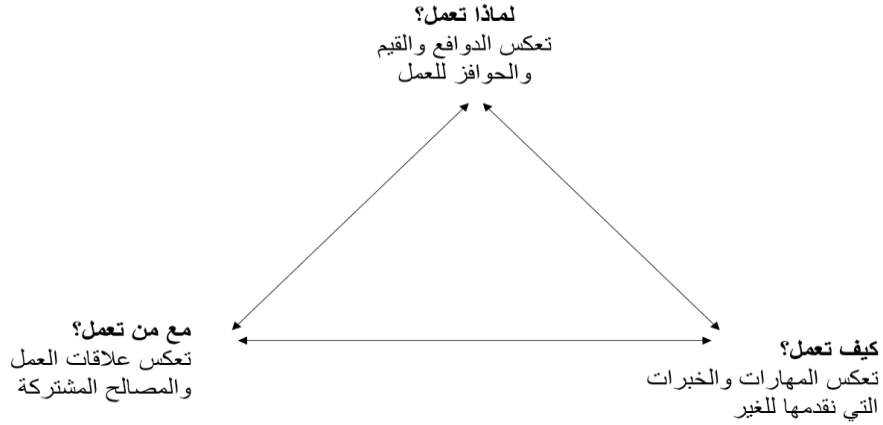 لماذا تعمل؟
تعكس الدوافع والقيم
والحوافز للعمل
كيف تعمل؟
تعكس المهارات والخبرات
التي نقدمها للغير
مع من تعمل؟
تعكس علاقات العمل
والمصالح المشتركة